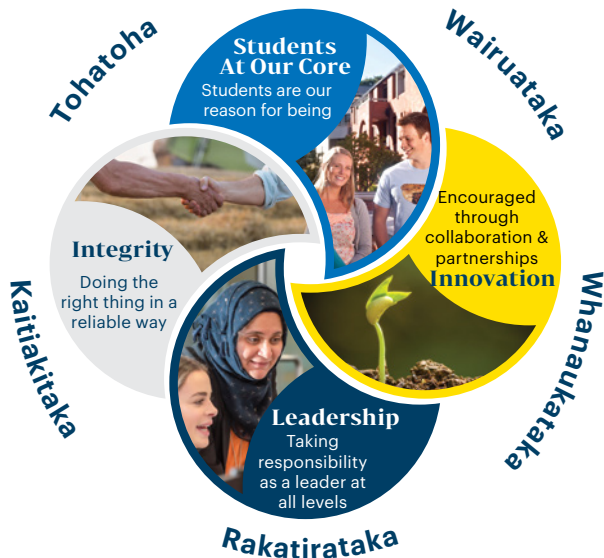 Tohatoha
Wairuataka
Students
At Our Core
Students are our
reason for being
Encouraged
through
collaboration &
partnerships
Innovation
Integrity
Doing the
right thing in a
reliable way
Kaitiakitaka
Whanaukataka
Leadership
Taking
responsibility
as a leader at
all levels
Rakatirataka